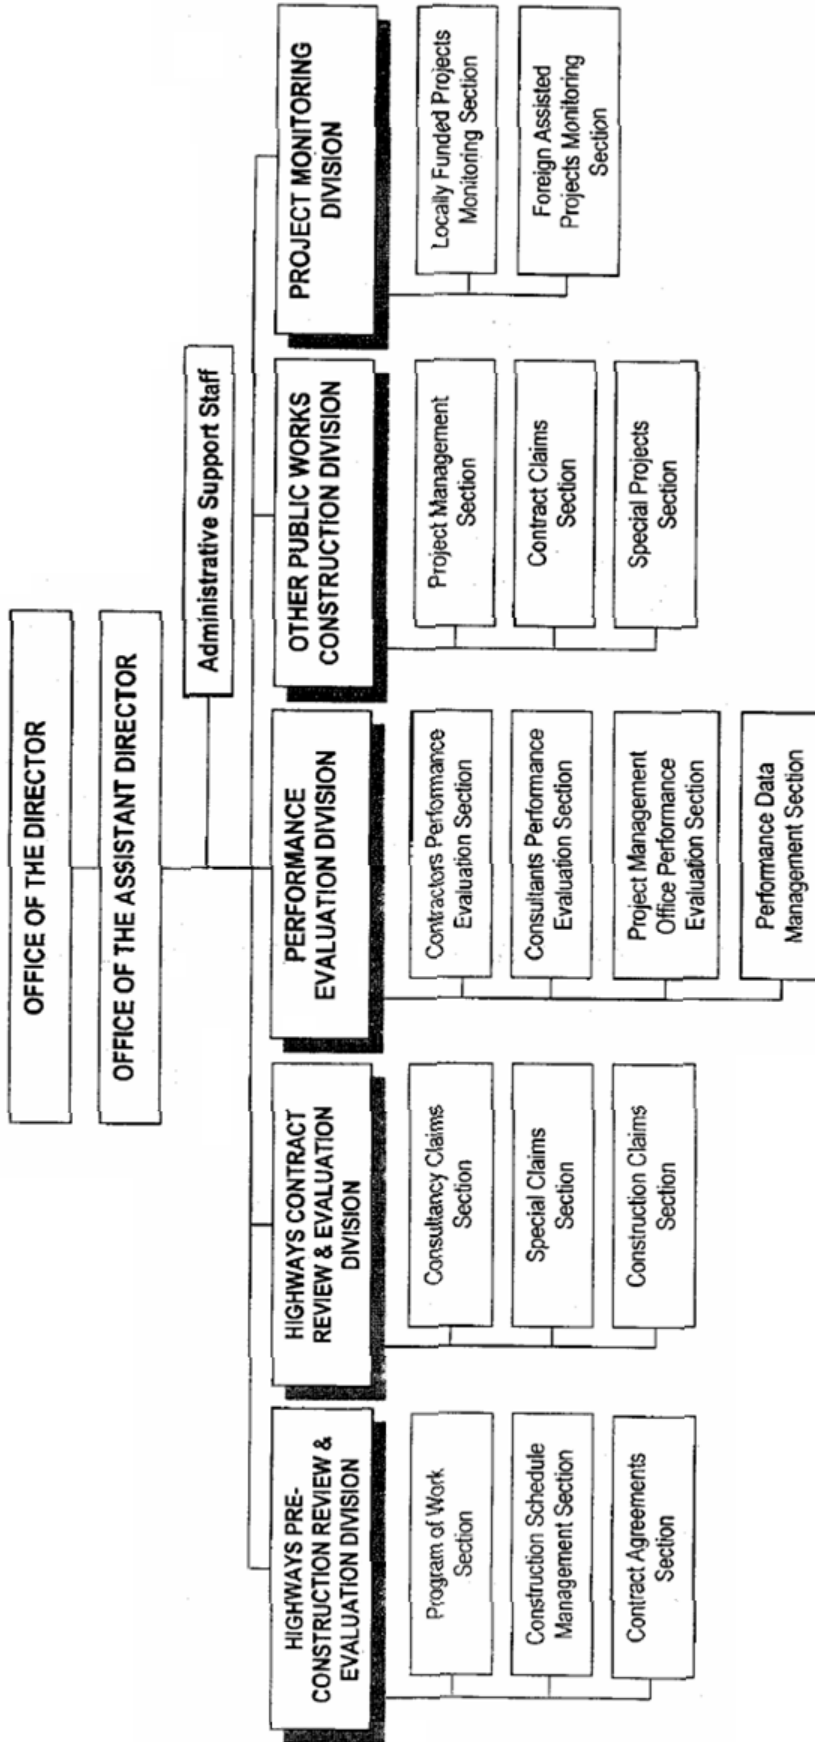 OFFICE OF THE DIRECTOR
OFFICE OF THE ASSISTANT DIRECTOR
Administrative Support Staff
HIGHWAYS PRE-
CONSTRUCTION REVIEW &
EVALUATION DIVISION
Program of Work
Section
Construction Schedule
Management Section
Contract Agreements
Section
HIGHWAYS CONTRACT
REVIEW & EVALUATION
DIVISION
Consultancy Claims
Section
Special Claims
Section
Construction Claims
Section
PERFORMANCE
EVALUATION DIVISION
Contractors Performance
Evaluation Section
Consultants Performance
Evaluation Section
Project Management
Office Performance
Evaluation Section
Performance Data
Management Section
OTHER PUBLIC WORKS
CONSTRUCTION DIVISION
Project Management
Section
Contract Claims
Section
Special Projects
Section
PROJECT MONITORING
DIVISION
Locally Funded Projects
Monitoring Section
Foreign Assisted
Projects Monitoring
Section